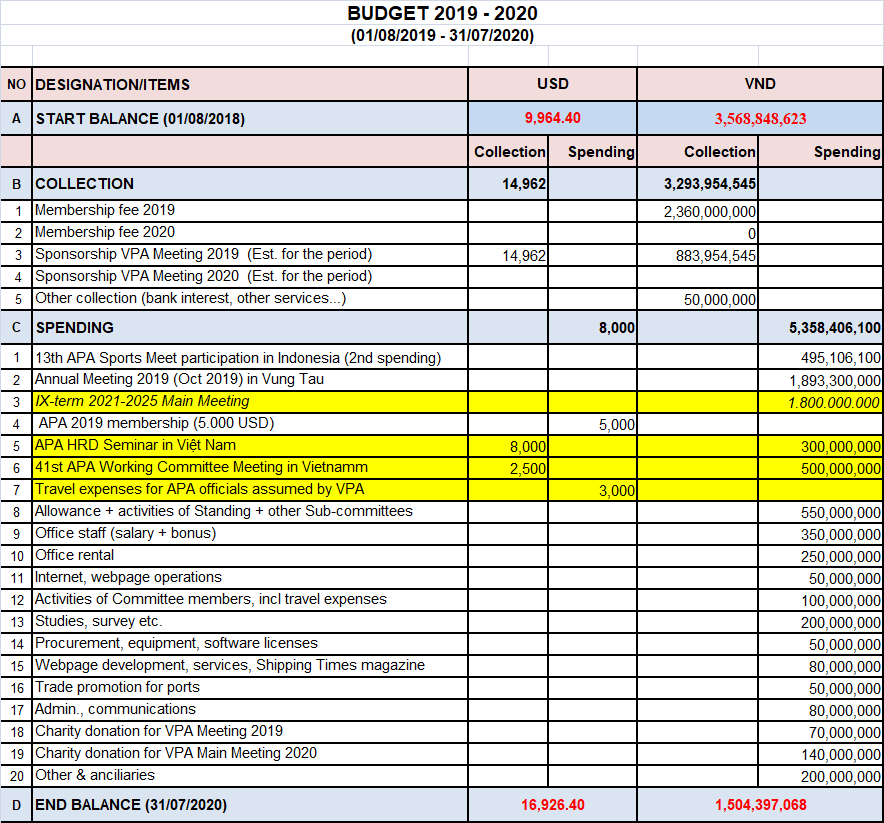 BUDGET 2019 - 2020
(01/08/2019 - 31/07/2020)
NO DESIGNATION/ITEMS USD VND
A START BALANCE (01/08/2018) 9,964.40 3,568,848,623
Collection Spending Collection Spending
B COLLECTION 14,962 3,293,954,545
1 Membership fee 2019 2,360,000,000
2 Membership fee 2020 0
3 Sponsorship VPA Meeting 2019 (Est. for the period) 14,962 883,954,545
4 Sponsorship VPA Meeting 2020 (Est. for the period)
5 Other collection (bank interest, other services...) 50,000,000
C SPENDING 8,000 5,358,406,100
1 13th APA Sports Meet participation in Indonesia (2nd spending) 495,106,100
2 Annual Meeting 2019 (Oct 2019) in Vung Tau 1,893,300,000
3 IX-term 2021-2025 Main Meeting 1.800.000.000
4 APA 2019 membership (5.000 USD) 5,000
5 APA HRD Seminar in Việt Nam 8,000 300,000,000
6 41st APA Working Committee Meeting in Vietnamm 2,500 500,000,000
7 Travel expenses for APA officials assumed by VPA 3,000
8 Allowance + activities of Standing + other Sub-committees 550,000,000
9 Office staff (salary + bonus) 350,000,000
10 Office rental 250,000,000
11 Internet, webpage operations 50,000,000
12 Activities of Committee members, incl travel expenses 100,000,000
13 Studies, survey etc. 200,000,000
14 Procurement, equipment, software licenses 50,000,000
15 Webpage development, services, Shipping Times magazine 80,000,000
16 Trade promotion for ports 50,000,000
17 Admin., communications 80,000,000
18 Charity donation for VPA Meeting 2019 70,000,000
19 Charity donation for VPA Main Meeting 2020 140,000,000
20 Other & anciliaries 200,000,000
D END BALANCE (31/07/2020) 16,926.40 1,504,397,068